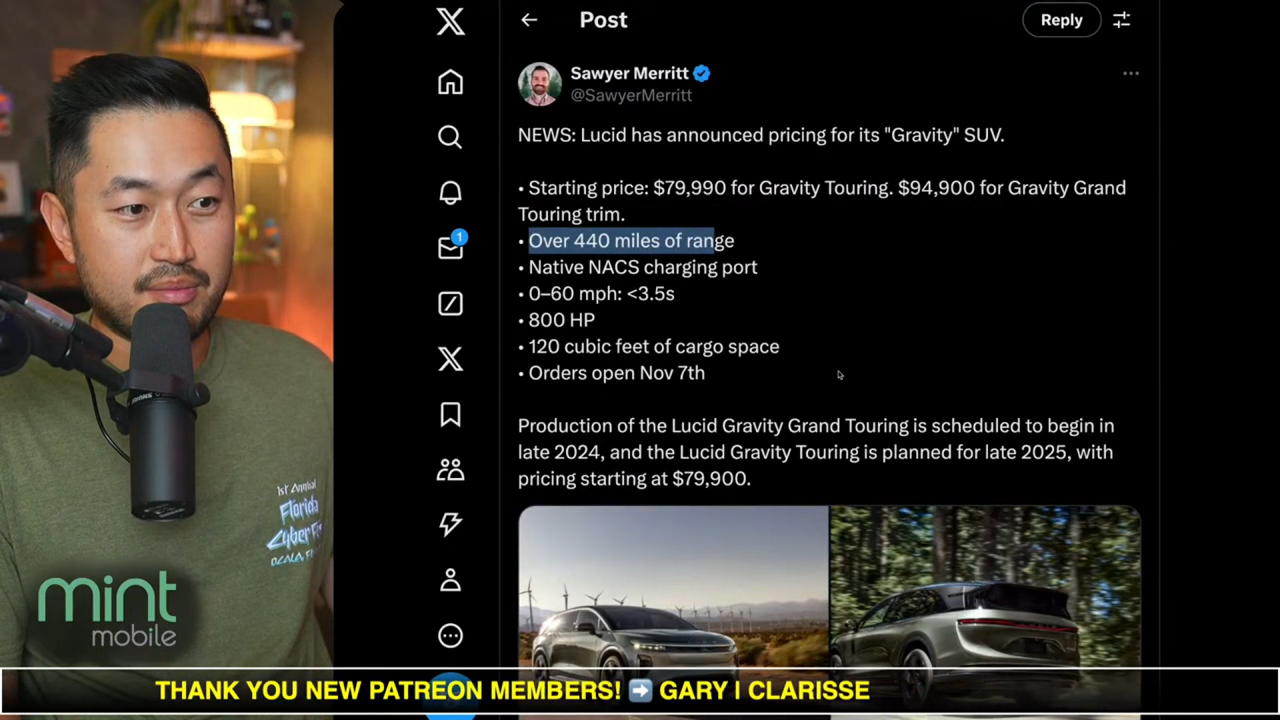 Post
Reply
Sawyer Merritt
@SawyerMerritt
NEWS: Lucid has announced pricing for its "Gravity" SUV.
• Starting price: $79,990 for Gravity Touring. $94,900 for Gravity Grand
Touring trim.
• Over 440 miles of range
• Native NACS charging port
• 0–60 mph: <3.5s
• 800 HP
• 120 cubic feet of cargo space
• Orders open Nov 7th
Production of the Lucid Gravity Grand Touring is scheduled to begin in
late 2024, and the Lucid Gravity Touring is planned for late 2025, with
pricing starting at $79,900.
1
1st Annual
Florida
mint
mobile
THANK YOU NEW PATREON MEMBERS! ➡️ GARY | CLARISSE